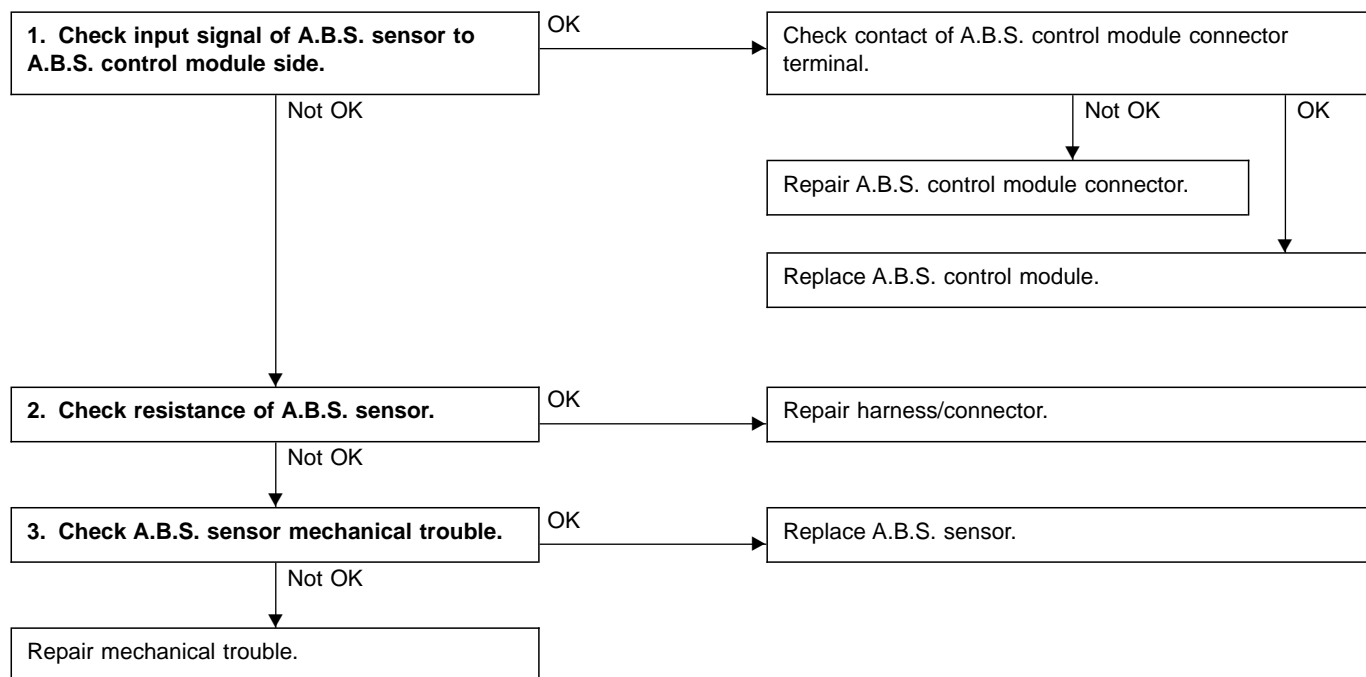 1. Check input signal of A.B.S. sensor to
A.B.S. control module side.
OK
Check contact of A.B.S. control module connector
terminal.
Not OK
Not OK
OK
Repair A.B.S. control module connector.
Replace A.B.S. control module.
2. Check resistance of A.B.S. sensor.
OK
Repair harness/connector.
Not OK
3. Check A.B.S. sensor mechanical trouble.
OK
Replace A.B.S. sensor.
Not OK
Repair mechanical trouble.